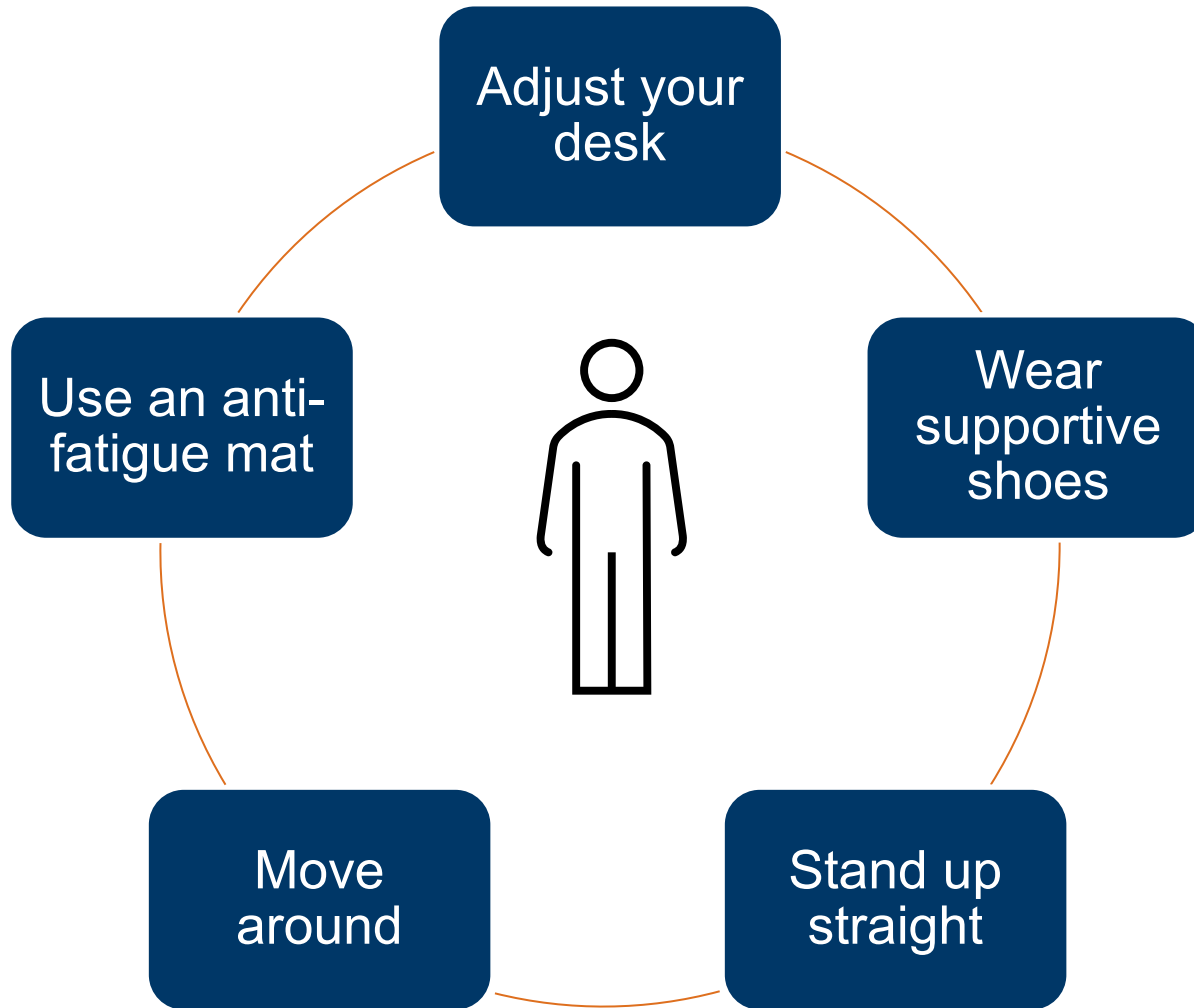 Adjust your
desk
Wear
supportive
shoes
Stand up
straight
Move
around
Use an anti-
fatigue mat